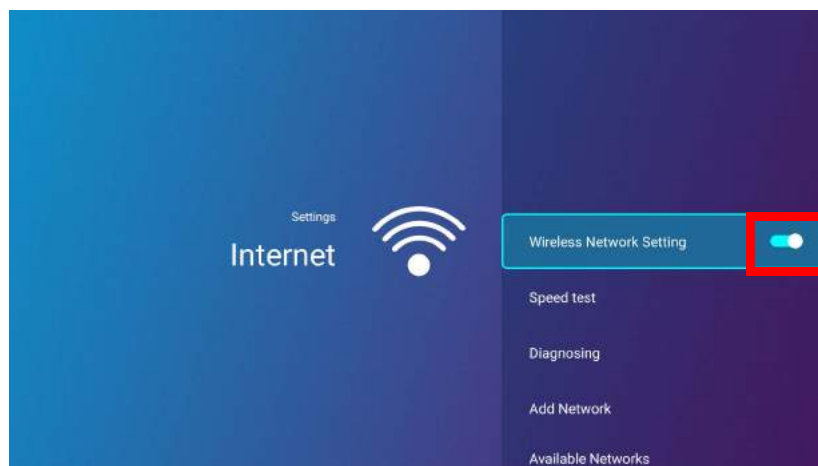 Settings
Internet
Wireless Network Setting
Speed test
Diagnosing
Add Network
Available Networks